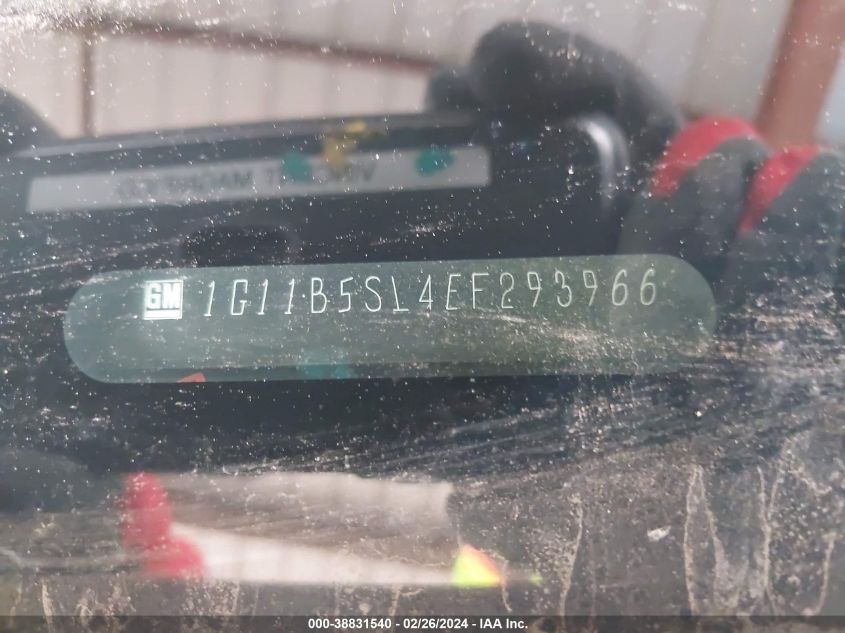 GM 1G11B5SL4EF293966
000-38831540 - 02/26/2024 - IAA Inc.